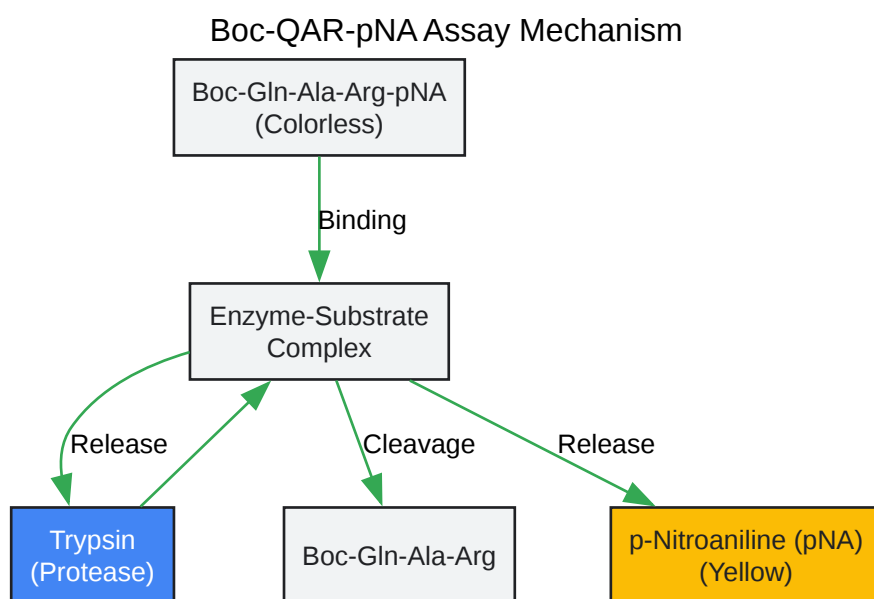 Boc-QAR-pNA Assay Mechanism
Boc-Gln-Ala-Arg-pNA
(Colorless)
Binding
Enzyme-Substrate
Complex
Release
Cleavage
Release
Trypsin
(Protease)
Boc-Gln-Ala-Arg
p-Nitroaniline (pNA)
(Yellow)